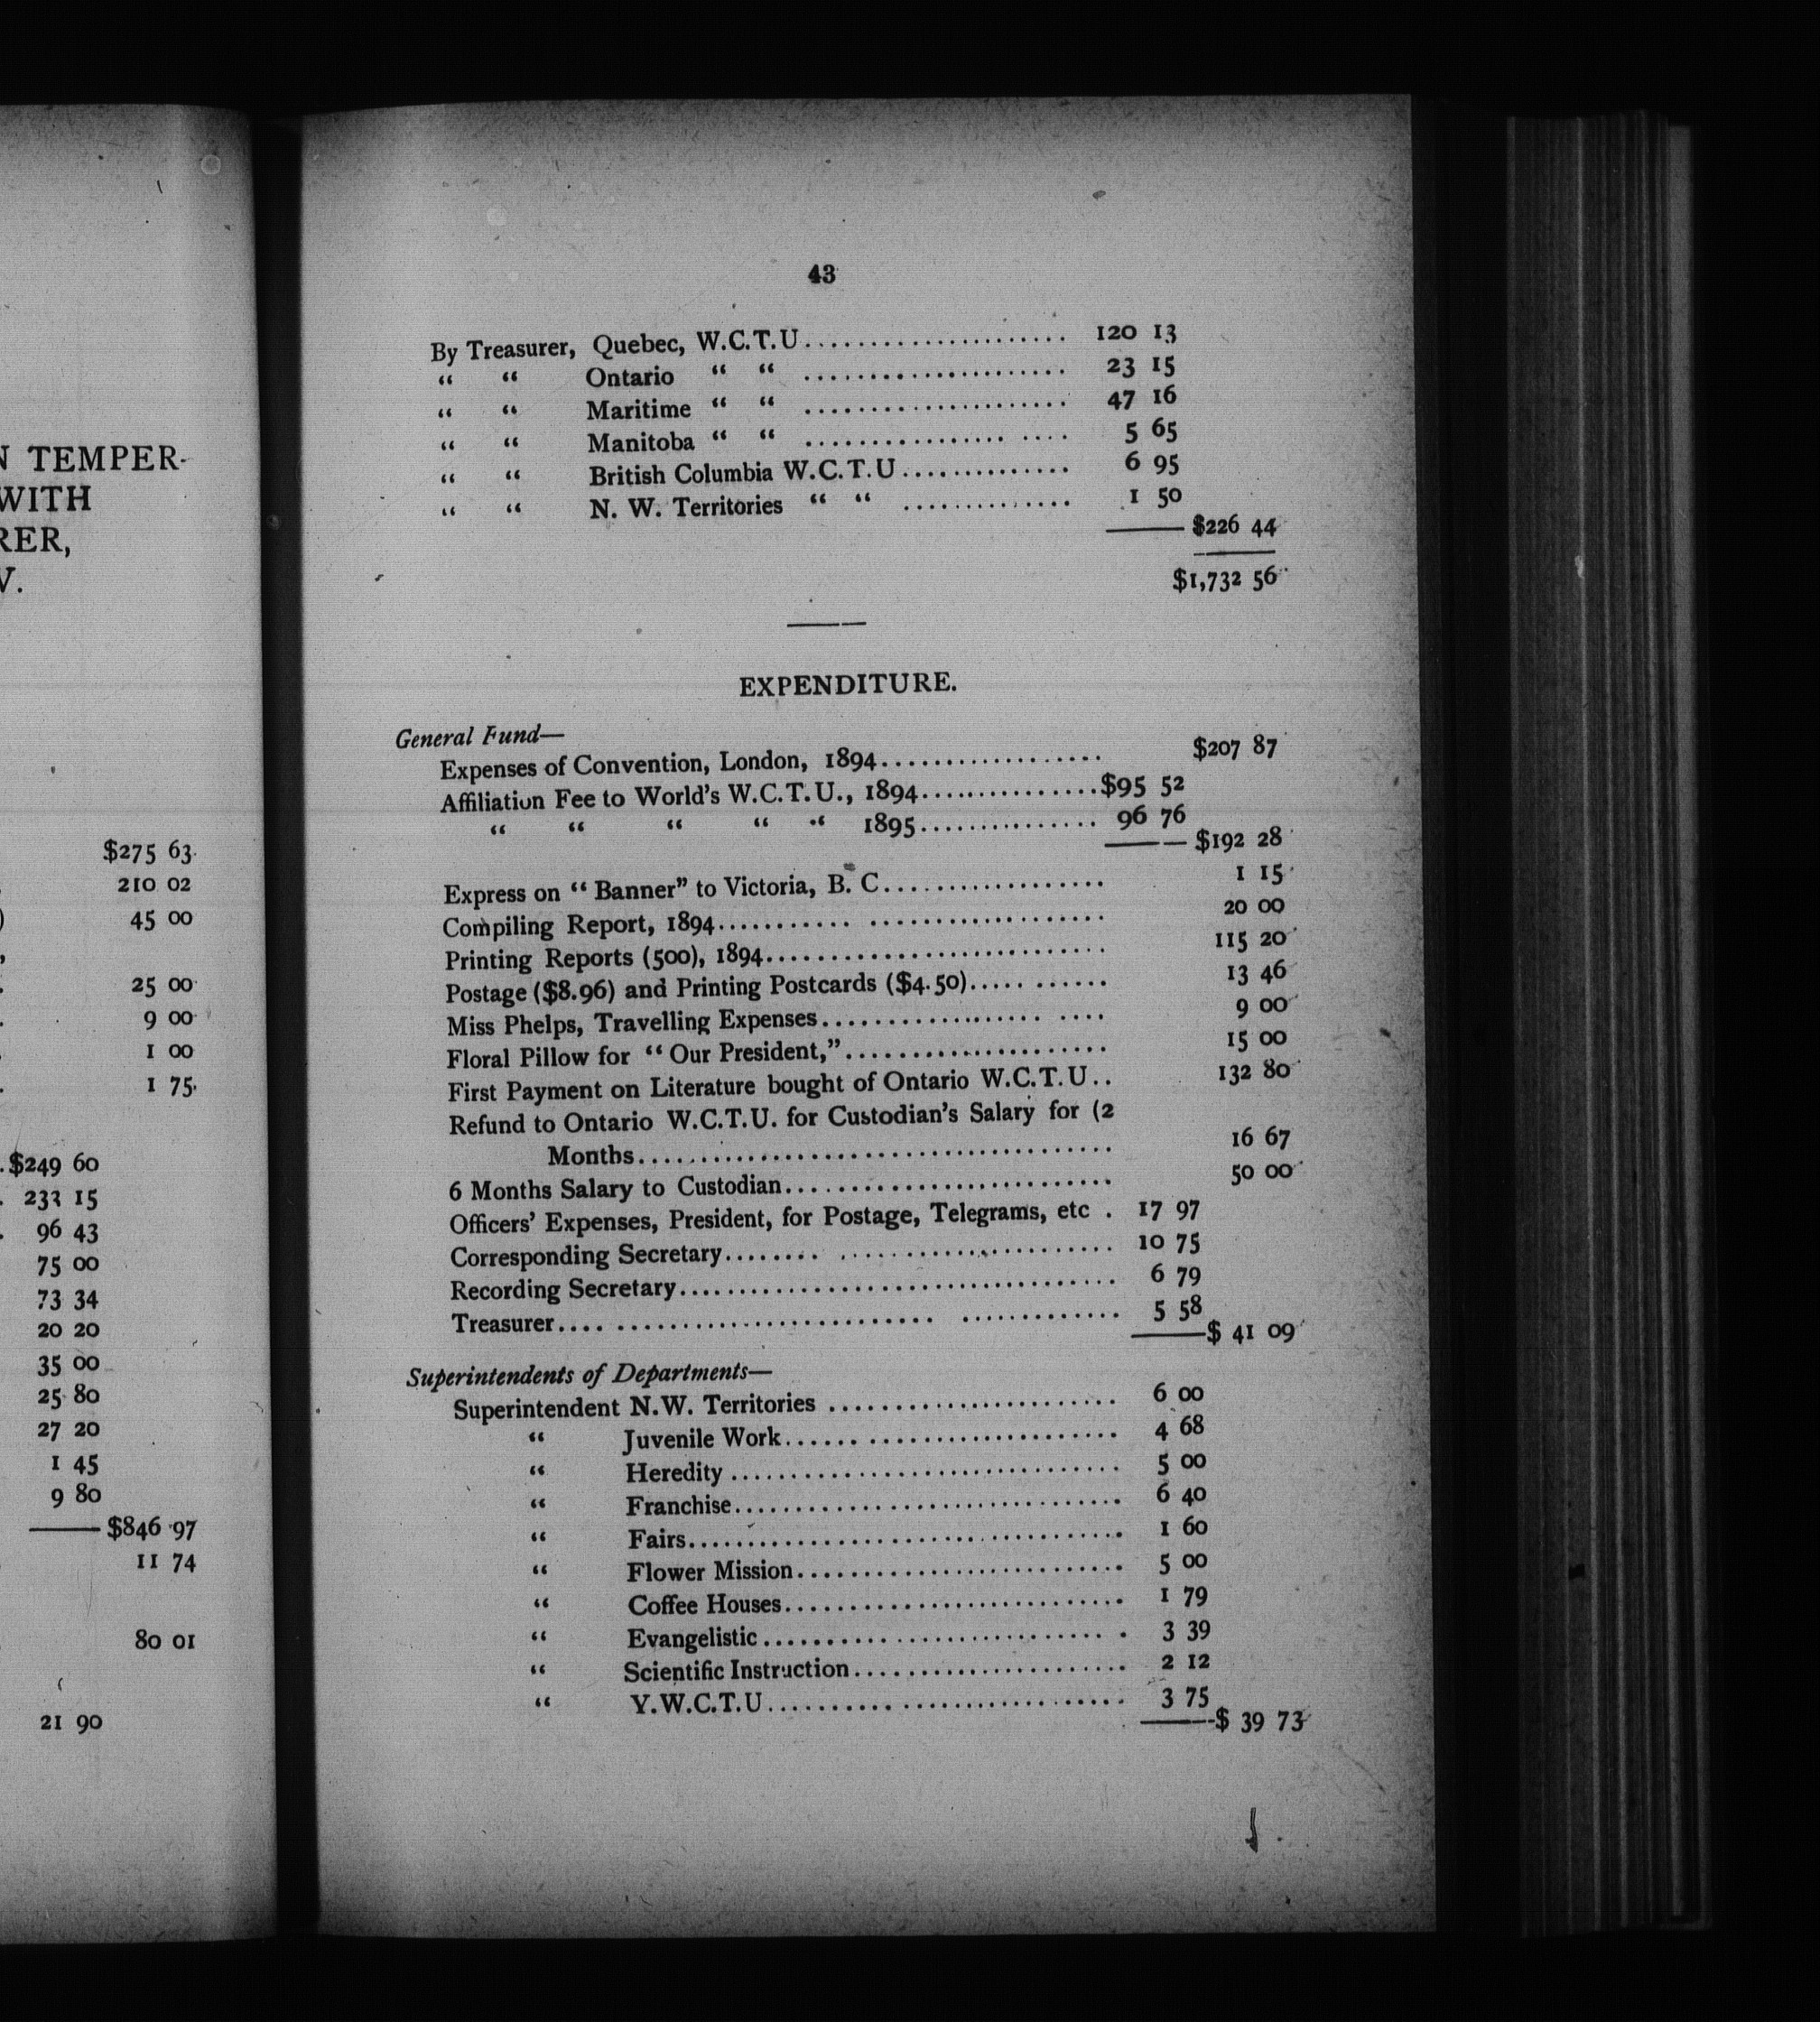 N TEMPER-
WITH
RER,
V.
$275 63
210 02
45 00
25 00
9 00
1 00
1 75
$249 60
233 15
96 43
75 00
73 34
20 20
35 00
25 80
27 20
1 45
9 80
$846 97
11 74
80 01
21 90
43
By Treasurer, Quebec, W.C.T.U...................... 120 13
“ “ Ontario “ “ ...................... 23 15
“ “ Maritime “ “ ...................... 47 16
“ “ Manitoba “ “ ................. .... 5 65
“ “ British Columbia W.C.T.U.............. 6 95
“ “ N. W. Territories “ “ .............. 1 50
$226 44
$1,732 56
EXPENDITURE.
General Fund—
Expenses of Convention, London, 1894.................. $207 87
Affiliation Fee to World's W.C.T.U., 1894..............$95 52
“ “ “ “ “ 1895............... 96 76
$192 28
Express on “ Banner” to Victoria, B. C.................. 1 15
Compiling Report, 1894........... ................... 20 00
Printing Reports (500), 1894........................... 115 20
Postage ($8.96) and Printing Postcards ($4.50)..... ...... 13 46
Miss Phelps, Travelling Expenses.................. .... 9 00
Floral Pillow for “ Our President,”..................... 15 00
First Payment on Literature bought of Ontario W.C.T.U.. 132 80
Refund to Ontario W.C.T.U. for Custodian's Salary for (2
Months..................................... 16 67
6 Months Salary to Custodian.......................... 50 00
Officers' Expenses, President, for Postage, Telegrams, etc . 17 97
Corresponding Secretary........ ...................... 10 75
Recording Secretary................................... 6 79
Treasurer.... .......................... ............. 5 58
$ 41 09
Superintendents of Departments—
Superintendent N.W. Territories ........................ 6 00
“ Juvenile Work...... .................... 4 68
“ Heredity ............................... 5 00
“ Franchise............................... 6 40
“ Fairs................................... 1 60
“ Flower Mission.......................... 5 00
“ Coffee Houses........................... 1 79
“ Evangelistic........................... . 3 39
“ Scientific Instruction...................... 2 12
“ Y.W.C.T.U............................. 3 75
$ 39 73